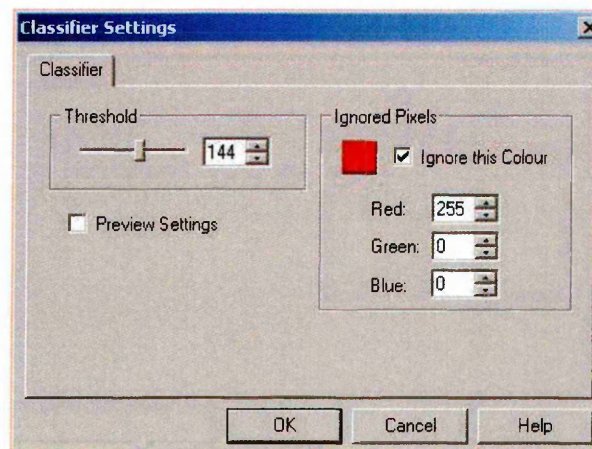 Classifier Settings
Classifier
Threshold
144
Preview Settings
Ignored Pixels
Ignore this Colour
Red: 255
Green: 0
Blue: 0
OK Cancel Help